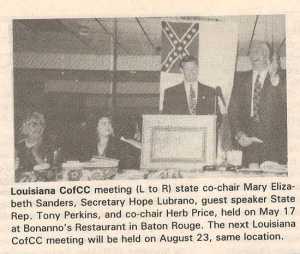 Louisiana CofCC meeting (L to R) state co-chair Mary Eliza-
beth Sanders, Secretary Hope Lubrano, guest speaker State
Rep. Tony Perkins, and co-chair Herb Price, held on May 17
at Bonanno's Restaurant in Baton Rouge. The next Louisiana
CofCC meeting will be held on August 23, same location.